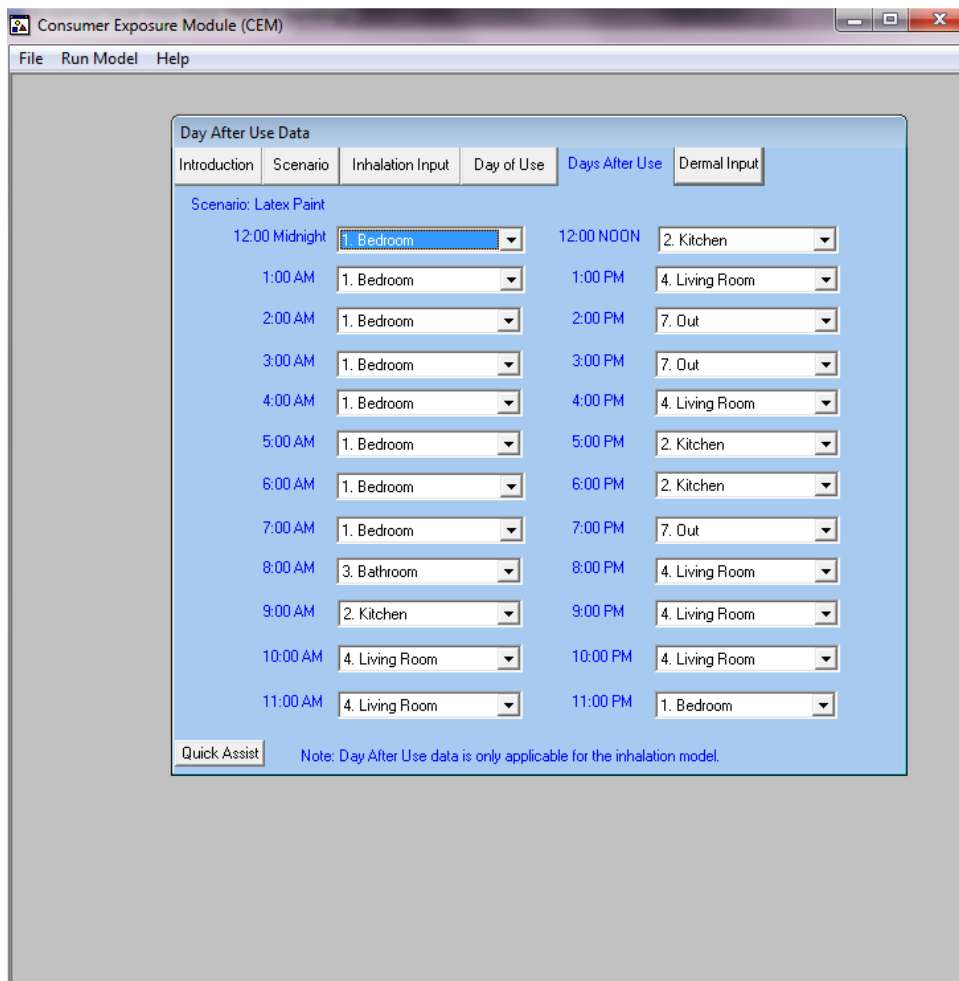 Consumer Exposure Module (CEM)
File Run Model Help
Day After Use Data
Introduction Scenario Inhalation Input Day of Use Days After Use Dermal Input
Scenario: Latex Paint
12:00 Midnight 1. Bedroom 12:00 NOON 2. Kitchen
1:00 AM 1. Bedroom 1:00 PM 4. Living Room
2:00 AM 1. Bedroom 2:00 PM 7. Out
3:00 AM 1. Bedroom 3:00 PM 7. Out
4:00 AM 1. Bedroom 4:00 PM 4. Living Room
5:00 AM 1. Bedroom 5:00 PM 2. Kitchen
6:00 AM 1. Bedroom 6:00 PM 2. Kitchen
7:00 AM 1. Bedroom 7:00 PM 7. Out
8:00 AM 3. Bathroom 8:00 PM 4. Living Room
9:00 AM 2. Kitchen 9:00 PM 4. Living Room
10:00 AM 4. Living Room 10:00 PM 4. Living Room
11:00 AM 4. Living Room 11:00 PM 1. Bedroom
Quick Assist Note: Day After Use data is only applicable for the inhalation model.